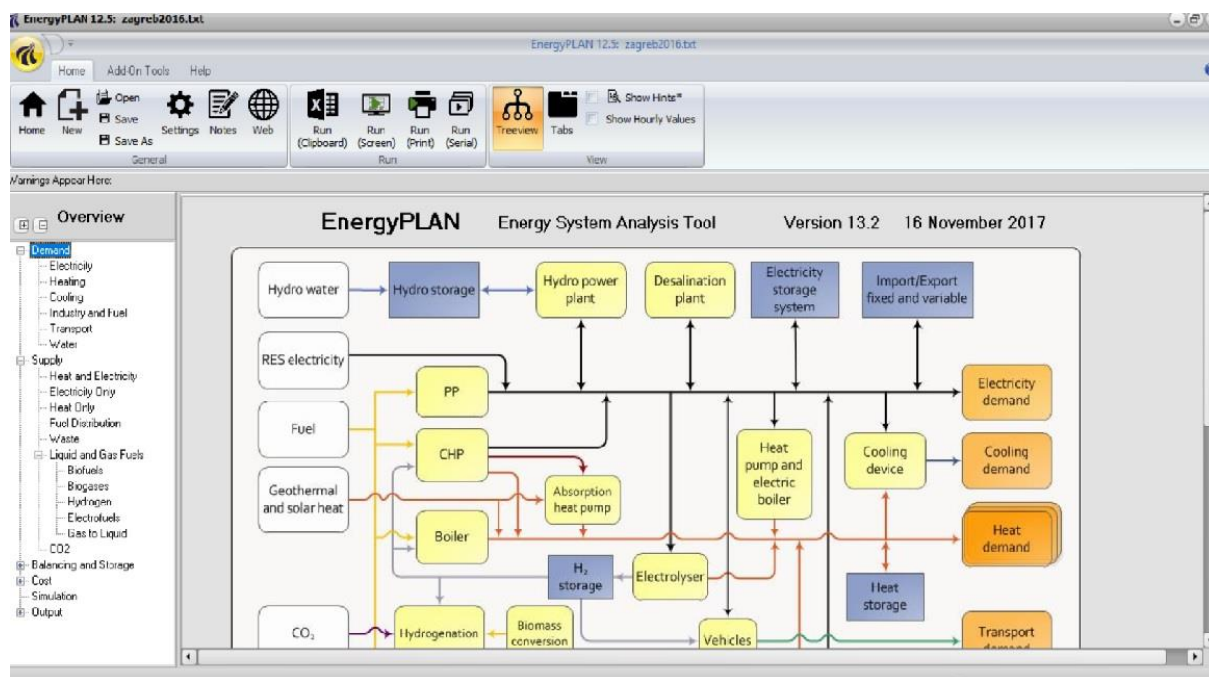 EnergyPLAN 12.5: zagreb2016.txt
EnergyPLAN 12.5: zagreb2016.txt
Home Add-On Tools Help
Home
New
Open
Save
Save As
Settings
Notes
Web
General
Run
(Clipboard)
Run
(Screen)
Run
(Print)
Run
(Serial)
Run
Treeview
Tabs
Show Hints*
Show Hourly Values
View
Warnings Appear Here:
Overview
Demand
Electricity
Heating
Cooling
Industry and Fuel
Transport
Water
Supply
Heat and Electricity
Electricity Only
Heat Only
Fuel Distribution
Waste
Liquid and Gas Fuels
Biofuels
Biogases
Hydrogen
Electrofuels
Gas to Liquid
CO2
Balancing and Storage
Cost
Simulation
Output
EnergyPLAN Energy System Analysis Tool Version 13.2 16 November 2017
Hydro water
Hydro storage
Hydro power
plant
Desalination
plant
Electricity
storage
system
Import/Export
fixed and variable
RES electricity
PP
Electricity
demand
Fuel
CHP
Heat
pump and
electric
boiler
Cooling
device
Cooling
demand
Geothermal
and solar heat
Absorption
heat pump
Boiler
Heat
demand
H₂
storage
Electrolyser
Heat
storage
CO₂
Hydrogenation
Biomass
conversion
Vehicles
Transport
demand